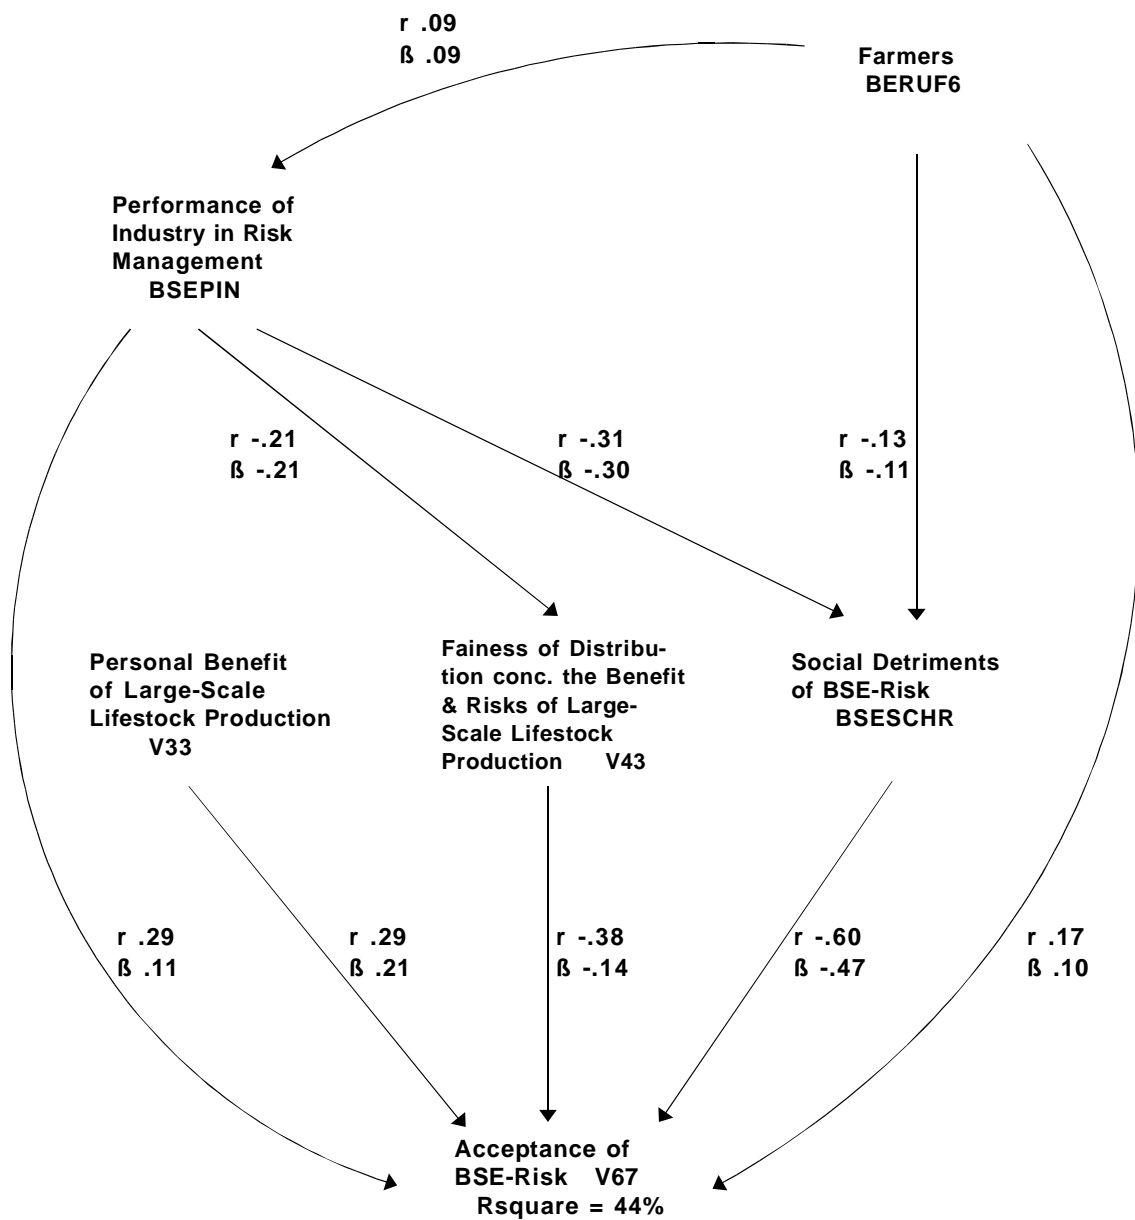 r .09
ß .09
Farmers
BERUF6
Performance of
Industry in Risk
Management
BSEPIN
r -.21
ß -.21
r -.31
ß -.30
r -.13
ß -.11
Personal Benefit
of Large-Scale
Lifestock Production
V33
Fainess of Distribu-
tion conc. the Benefit
& Risks of Large-
Scale Lifestock
Production V43
Social Detriments
of BSE-Risk
BSESCHR
r .29
ß .11
r .29
ß .21
r -.38
ß -.14
r -.60
ß -.47
r .17
ß .10
Acceptance of
BSE-Risk V67
Rsquare = 44%